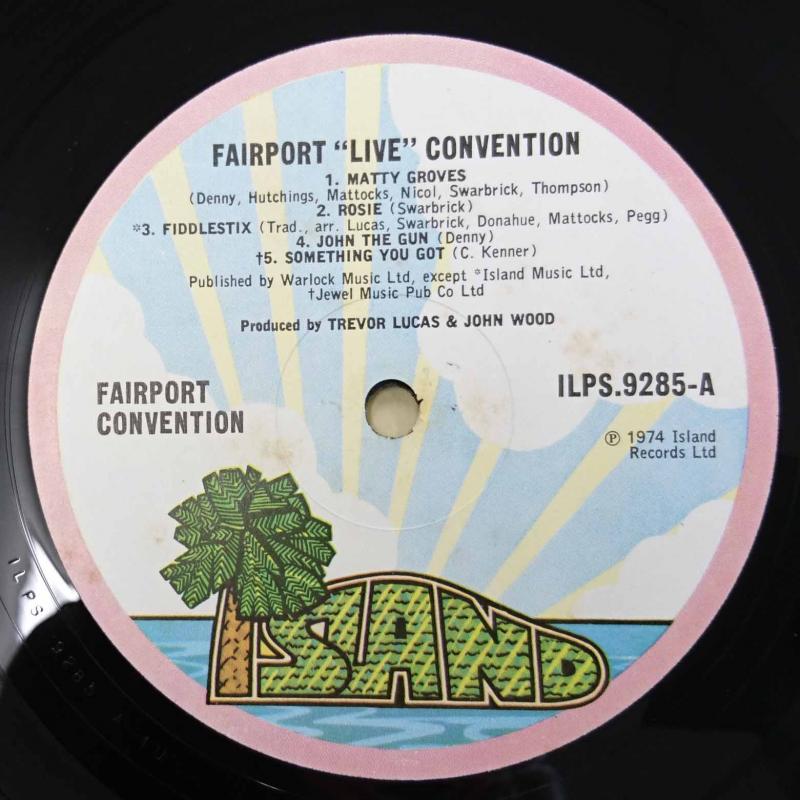 FAIRPORT “LIVE” CONVENTION
1. MATTY GROVES
(Denny, Hutchings, Mattocks, Nicol, Swarbrick, Thompson)
2. ROSIE (Swarbrick)
*3. FIDDLESTIX (Trad., arr. Lucas, Swarbrick, Donahue, Mattocks, Pegg)
4. JOHN THE GUN (Denny)
†5. SOMETHING YOU GOT (C. Kenner)
Published by Warlock Music Ltd, except *Island Music Ltd,
†Jewel Music Pub Co Ltd
Produced by TREVOR LUCAS & JOHN WOOD
FAIRPORT
CONVENTION
ILPS.9285-A
℗ 1974 Island
Records Ltd
ISLAND
ILPS 9285